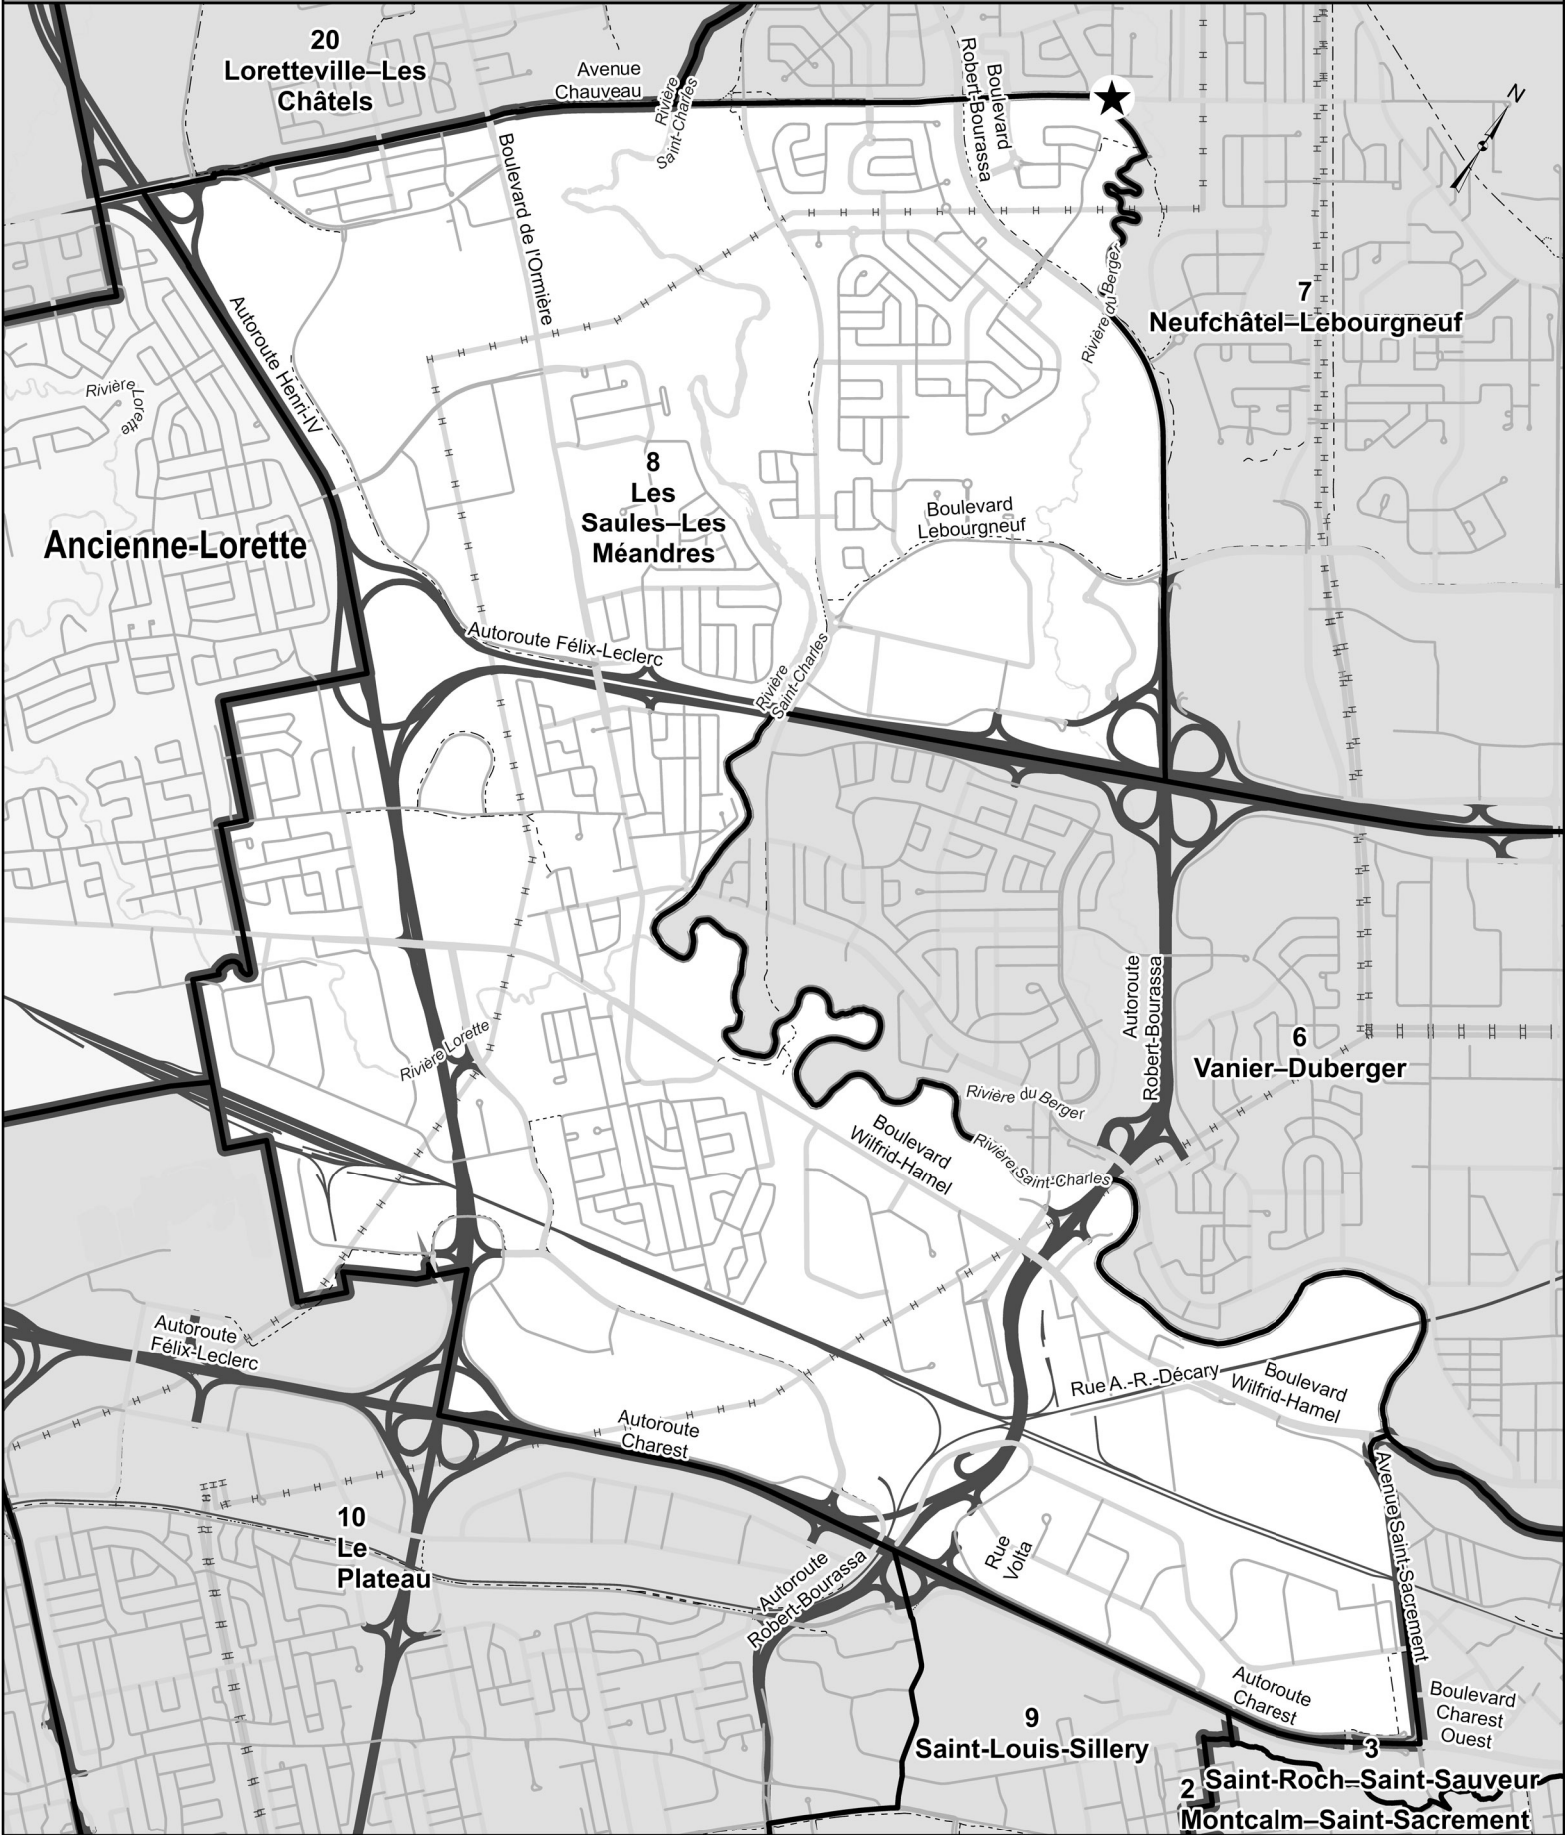 20
Loretteville–Les
Châtels
Avenue
Chauveau
Rivière
Saint-Charles
Boulevard
Robert-Bourassa
N
Boulevard de l'Ormière
Rivière du Berger
7
Neufchâtel–Lebourgneuf
Autoroute Henri-IV
Rivière
Lorette
8
Les
Saules–Les
Méandres
Boulevard
Lebourgneuf
Ancienne-Lorette
Autoroute Félix-Leclerc
Rivière
Saint-Charles
Autoroute
Robert-Bourassa
6
Vanier–Duberger
Rivière Lorette
Rivière du Berger
Boulevard
Wilfrid-Hamel
Rivière Saint-Charles
Autoroute
Félix-Leclerc
Rue A.-R.-Décary
Boulevard
Wilfrid-Hamel
Autoroute
Charest
Avenue Saint-Sacrement
10
Le
Plateau
Rue
Volta
Autoroute
Robert-Bourassa
Autoroute
Charest
Boulevard
Charest
Ouest
9
Saint-Louis-Sillery
3
Saint-Roch–Saint-Sauveur
2
Montcalm–Saint-Sacrement